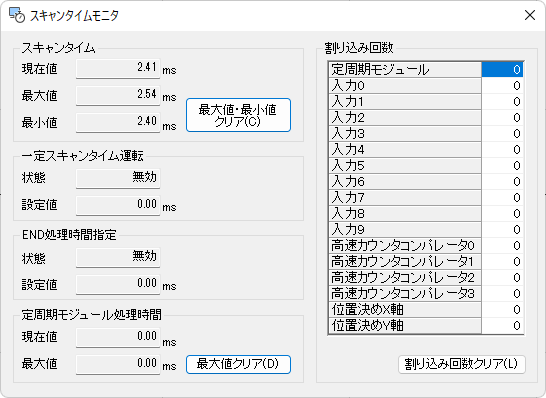 スキャンタイムモニタ
スキャンタイム
現在値 2.41 ms
最大値 2.54 ms
最小値 2.40 ms
最大値・最小値
クリア(C)
一定スキャンタイム運転
状態 無効
設定値 0.00 ms
END処理時間指定
状態 無効
設定値 0.00 ms
定周期モジュール処理時間
現在値 0.00 ms
最大値 0.00 ms
最大値クリア(D)
割り込み回数
定周期モジュール 0
入力0 0
入力1 0
入力2 0
入力3 0
入力4 0
入力5 0
入力6 0
入力7 0
入力8 0
入力9 0
高速カウンタコンパレータ0 0
高速カウンタコンパレータ1 0
高速カウンタコンパレータ2 0
高速カウンタコンパレータ3 0
位置決めX軸 0
位置決めY軸 0
割り込み回数クリア(L)